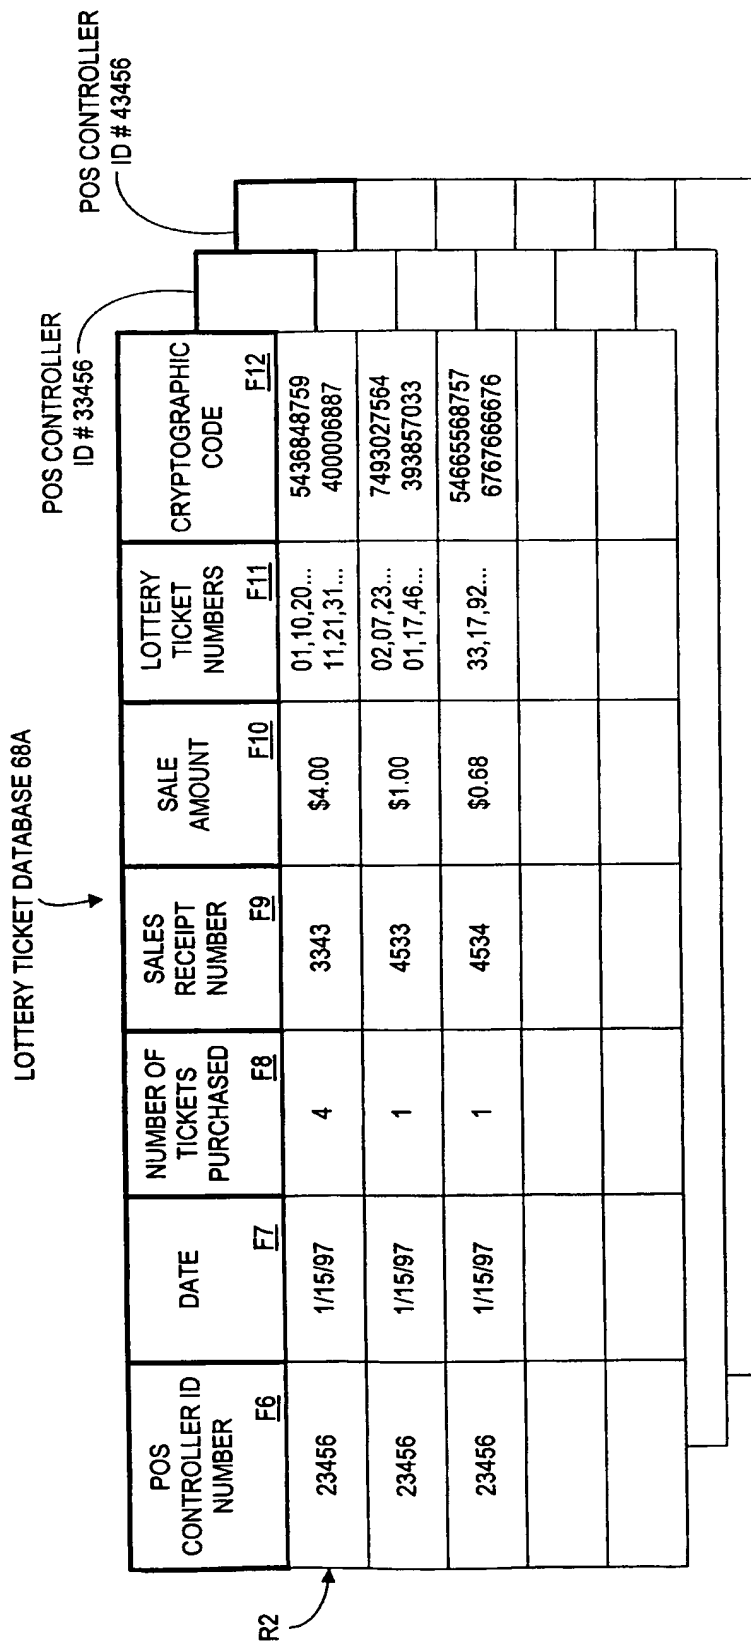 LOTTERY TICKET DATABASE 68A
POS CONTROLLER
ID # 33456
POS CONTROLLER
ID # 43456
POS
CONTROLLER ID
NUMBER
F6
DATE
F7
NUMBER OF
TICKETS
PURCHASED
F8
SALES
RECEIPT
NUMBER
F9
SALE
AMOUNT
F10
LOTTERY
TICKET
NUMBERS
F11
CRYPTOGRAPHIC
CODE
F12
R2
23456
1/15/97
4
3343
$4.00
01,10,20...
11,21,31...
5436848759
400006887
23456
1/15/97
1
4533
$1.00
02,07,23...
01,17,46...
7493027564
393857033
23456
1/15/97
1
4534
$0.68
33,17,92...
54665568757
6767666676